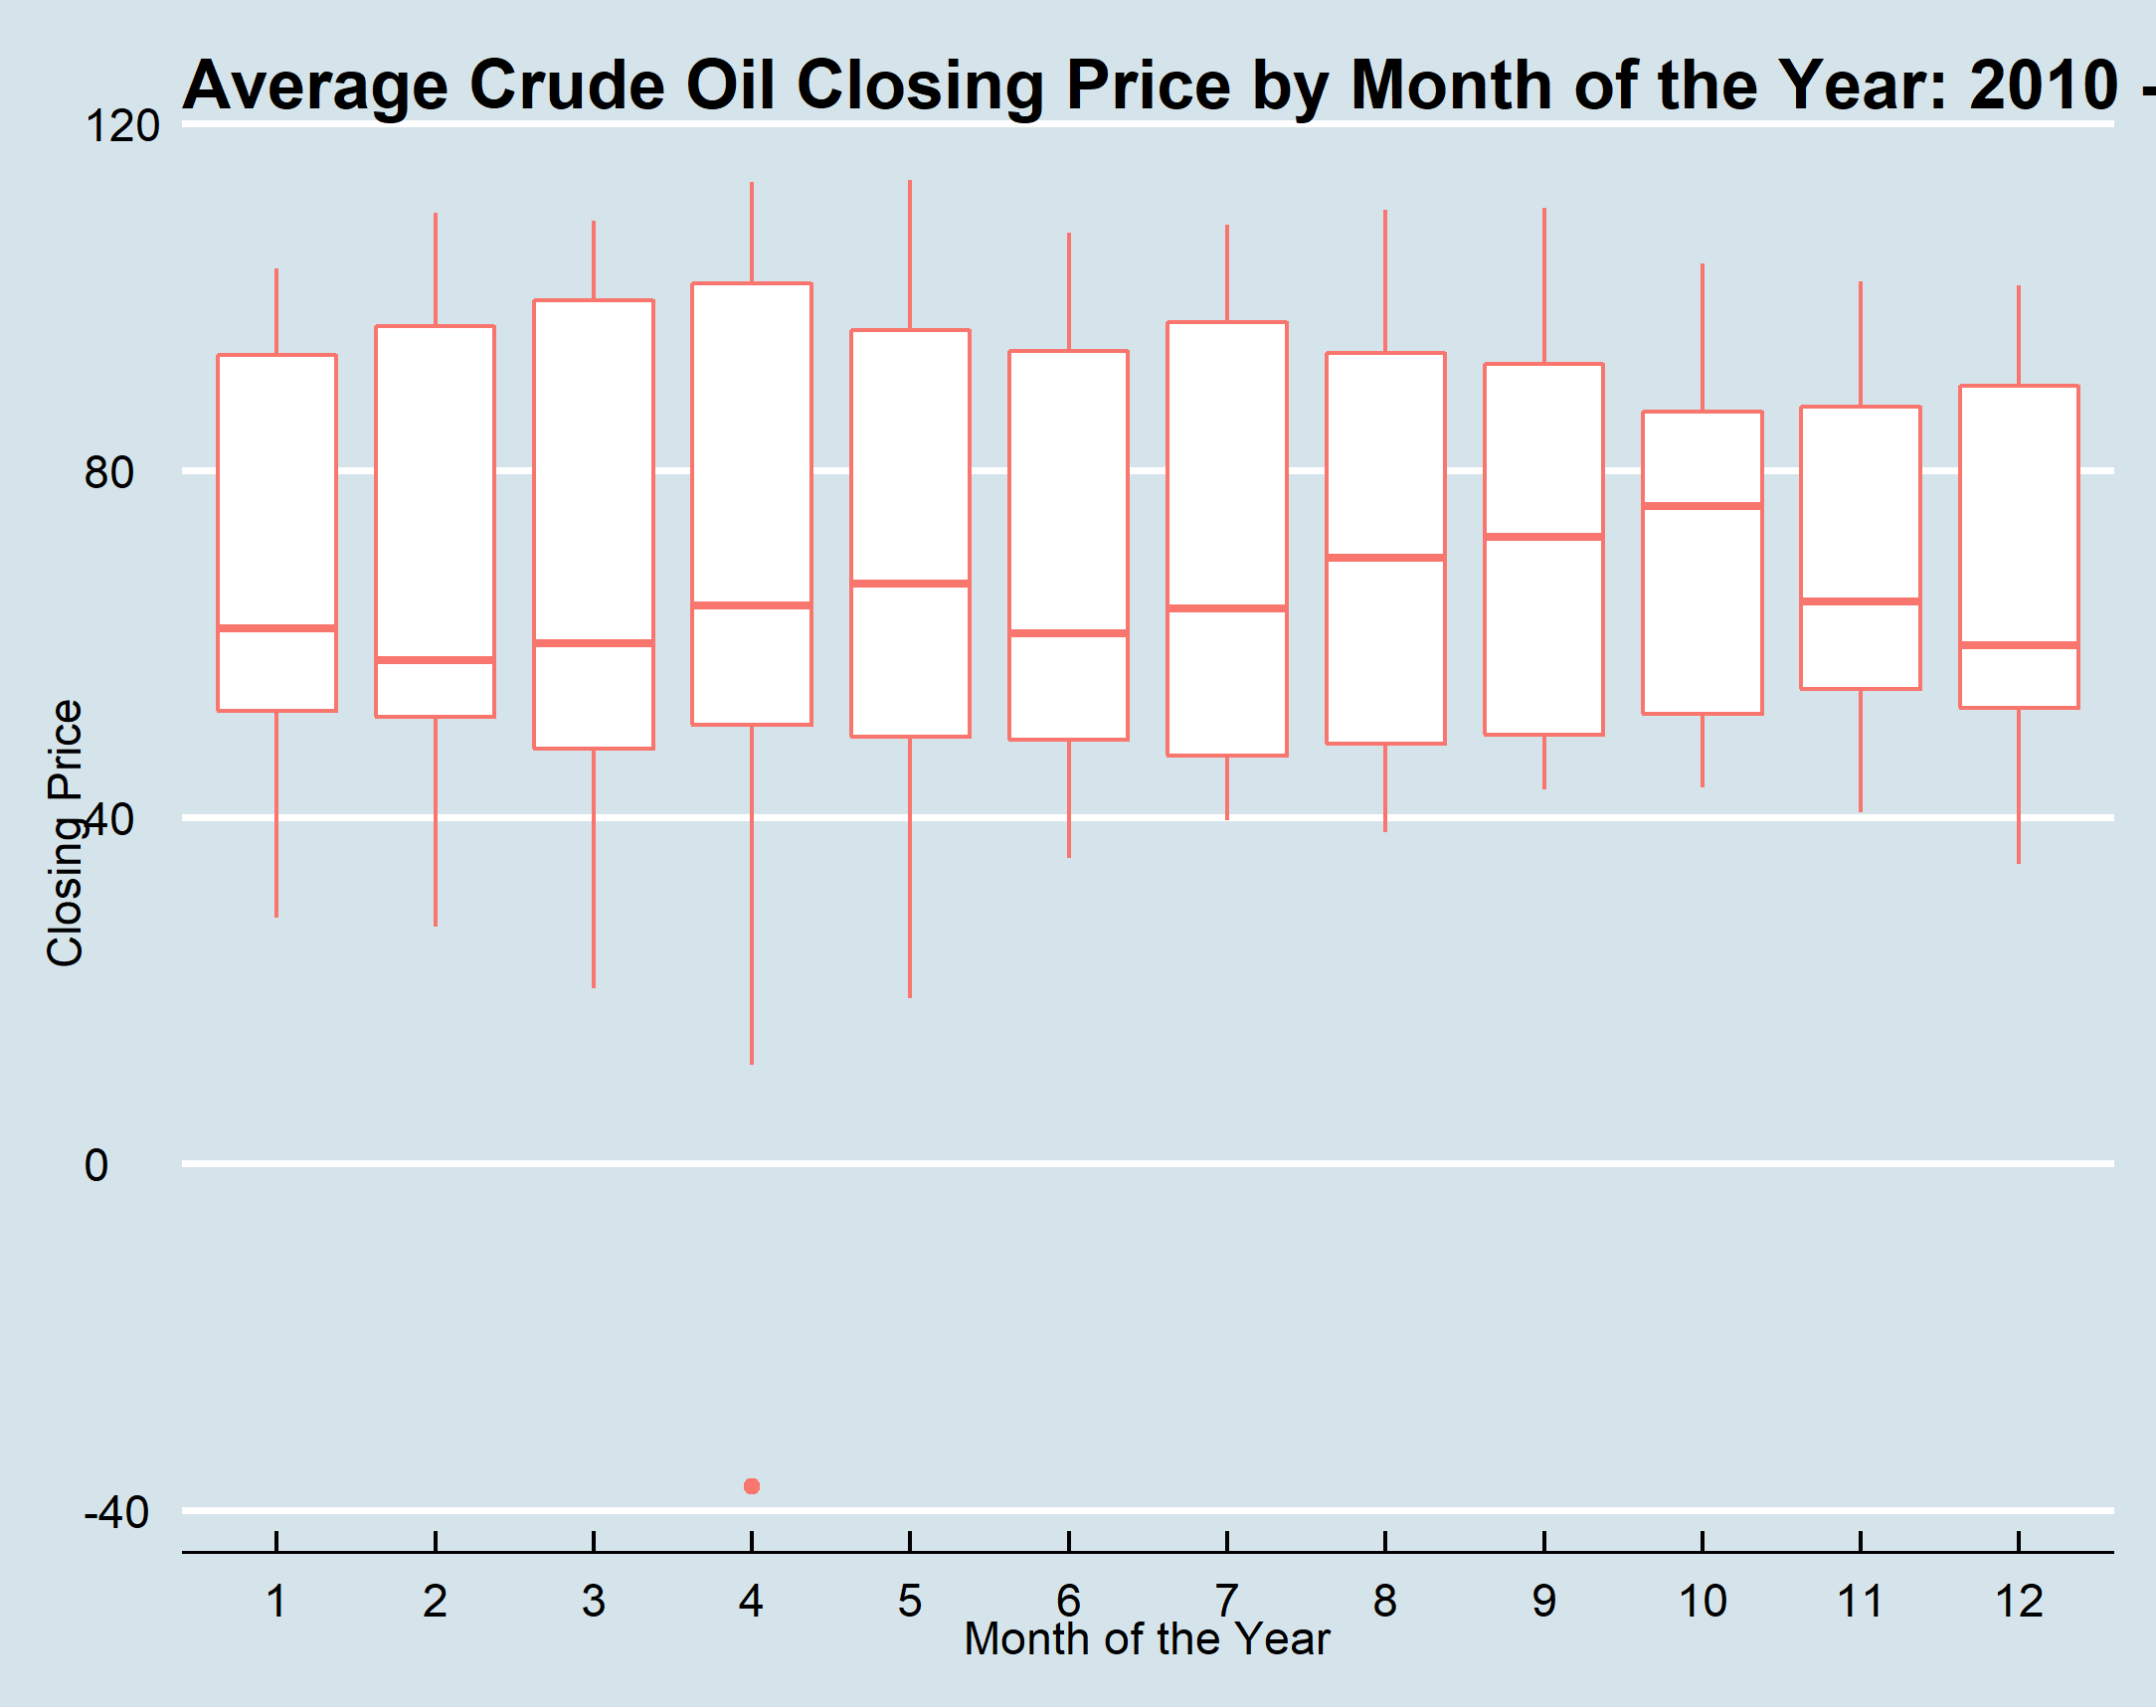 Average Crude Oil Closing Price by Month of the Year: 2010 -
120
80
40
0
-40
Closing Price
1 2 3 4 5 6 7 8 9 10 11 12
Month of the Year